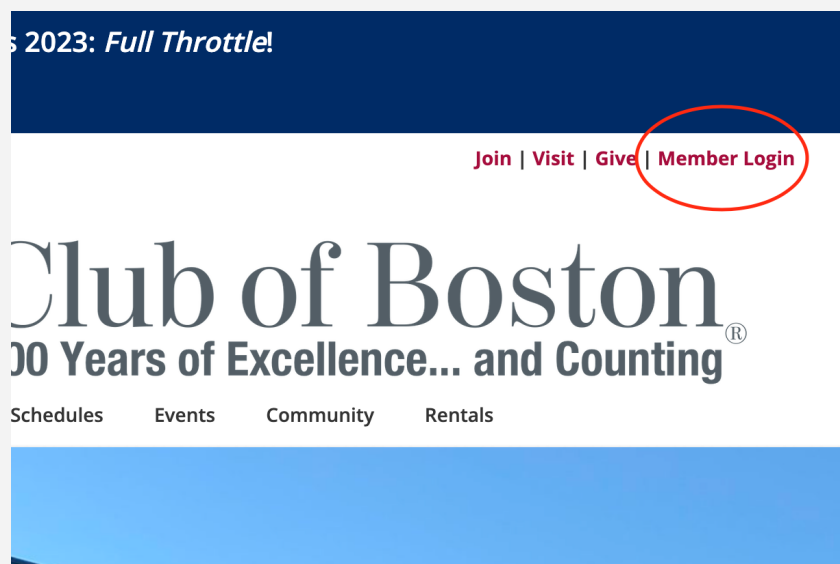 2023: Full Throttle!
Join | Visit | Give | Member Login
Club of Boston®
00 Years of Excellence... and Counting
Schedules Events Community Rentals